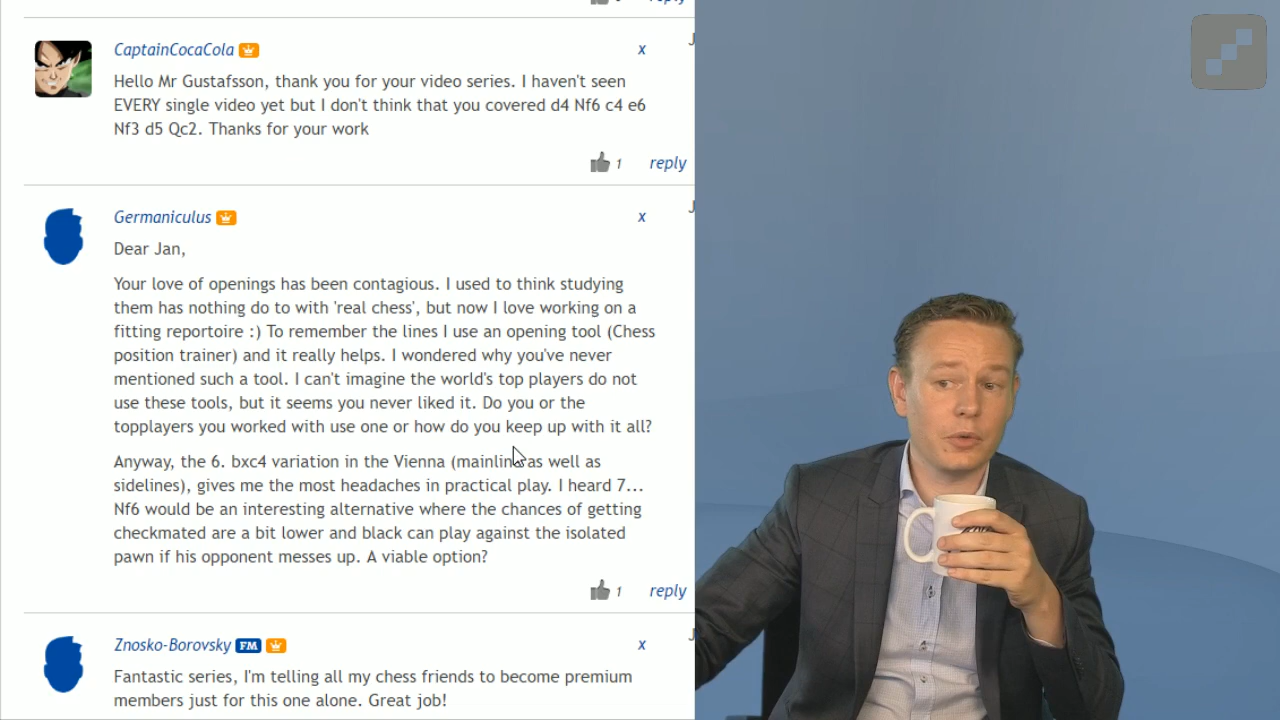 reply
CaptainCocaCola
x
Hello Mr Gustafsson, thank you for your video series. I haven't seen
EVERY single video yet but I don't think that you covered d4 Nf6 c4 e6
Nf3 d5 Qc2. Thanks for your work
1 reply
Germaniculus
x
Dear Jan,
Your love of openings has been contagious. I used to think studying
them has nothing do to with 'real chess', but now I love working on a
fitting reportoire :) To remember the lines I use an opening tool (Chess
position trainer) and it really helps. I wondered why you've never
mentioned such a tool. I can't imagine the world's top players do not
use these tools, but it seems you never liked it. Do you or the
topplayers you worked with use one or how do you keep up with it all?
Anyway, the 6. bxc4 variation in the Vienna (mainline as well as
sidelines), gives me the most headaches in practical play. I heard 7...
Nf6 would be an interesting alternative where the chances of getting
checkmated are a bit lower and black can play against the isolated
pawn if his opponent messes up. A viable option?
1 reply
Znosko-Borovsky FM
x
Fantastic series, I'm telling all my chess friends to become premium
members just for this one alone. Great job!